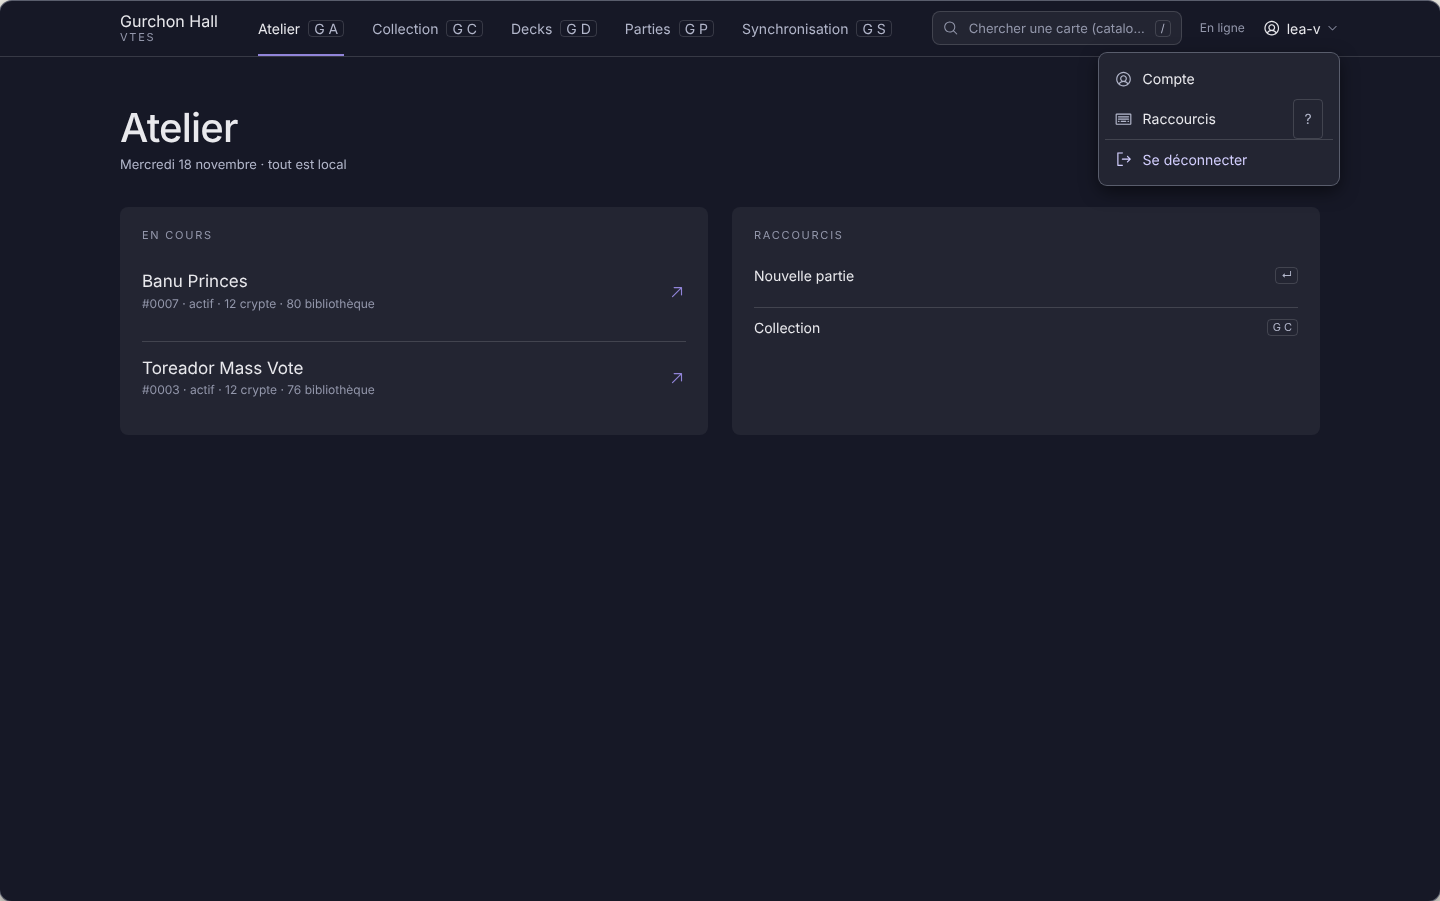 Gurchon Hall
VTES
Atelier G A Collection G C Decks G D Parties G P Synchronisation G S
Chercher une carte (catalo... /
En ligne
lea-v
Compte
Raccourcis ?
Se déconnecter
Atelier
Mercredi 18 novembre · tout est local
EN COURS
Banu Princes
#0007 · actif · 12 crypte · 80 bibliothèque
Toreador Mass Vote
#0003 · actif · 12 crypte · 76 bibliothèque
RACCOURCIS
Nouvelle partie ↵
Collection G C